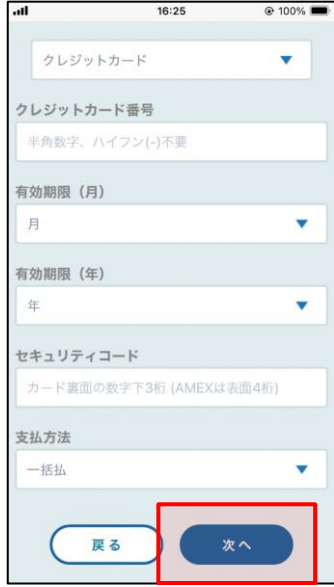 16:25
100%
クレジットカード
クレジットカード番号
半角数字、ハイフン(-)不要
有効期限（月）
月
有効期限（年）
年
セキュリティコード
カード裏面の数字下3桁 (AMEXは表面4桁)
支払方法
一括払
戻る
次へ